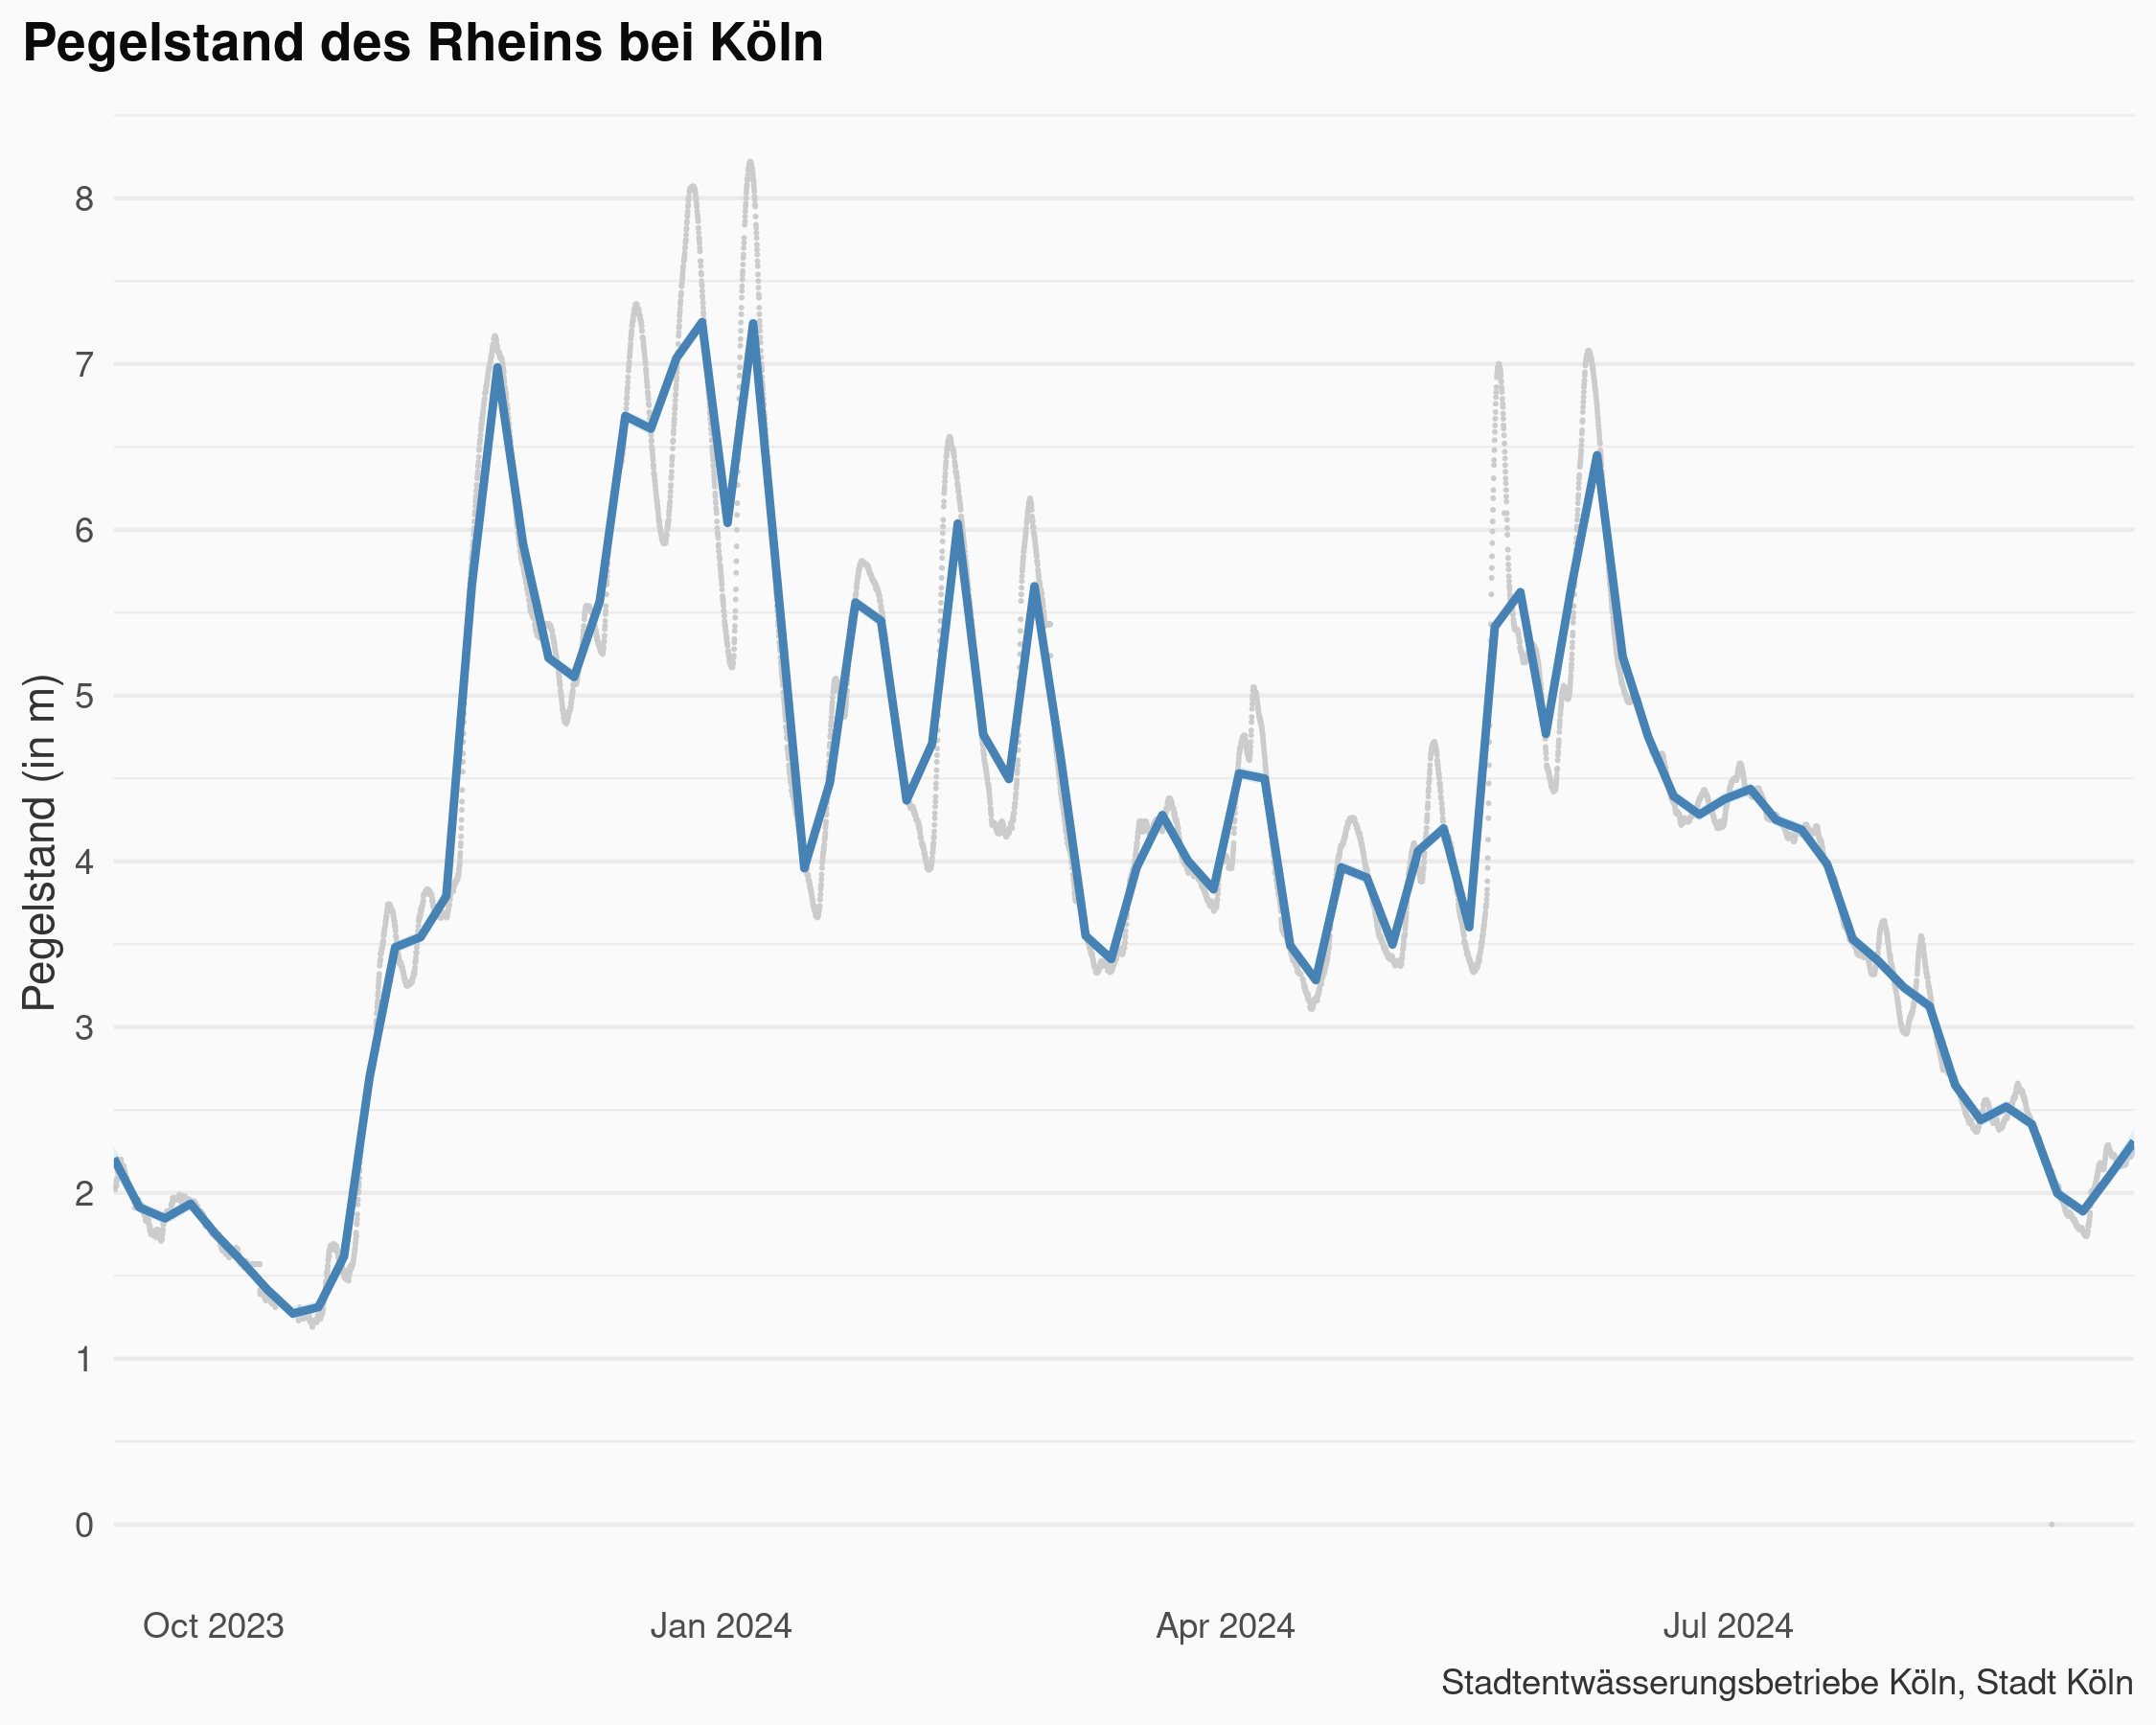 Pegelstand des Rheins bei Köln
Pegelstand (in m)
8
7
6
5
4
3
2
1
0
Oct 2023 Jan 2024 Apr 2024 Jul 2024
Stadtentwässerungsbetriebe Köln, Stadt Köln